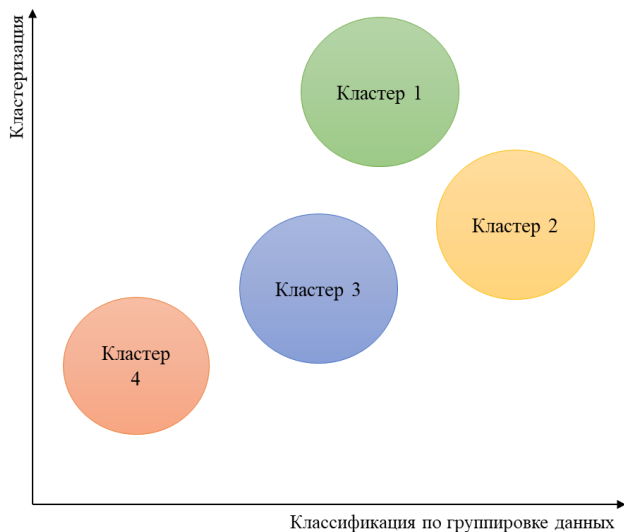 Кластеризация
Кластер 1
Кластер 2
Кластер 3
Кластер
4
Классификация по группировке данных